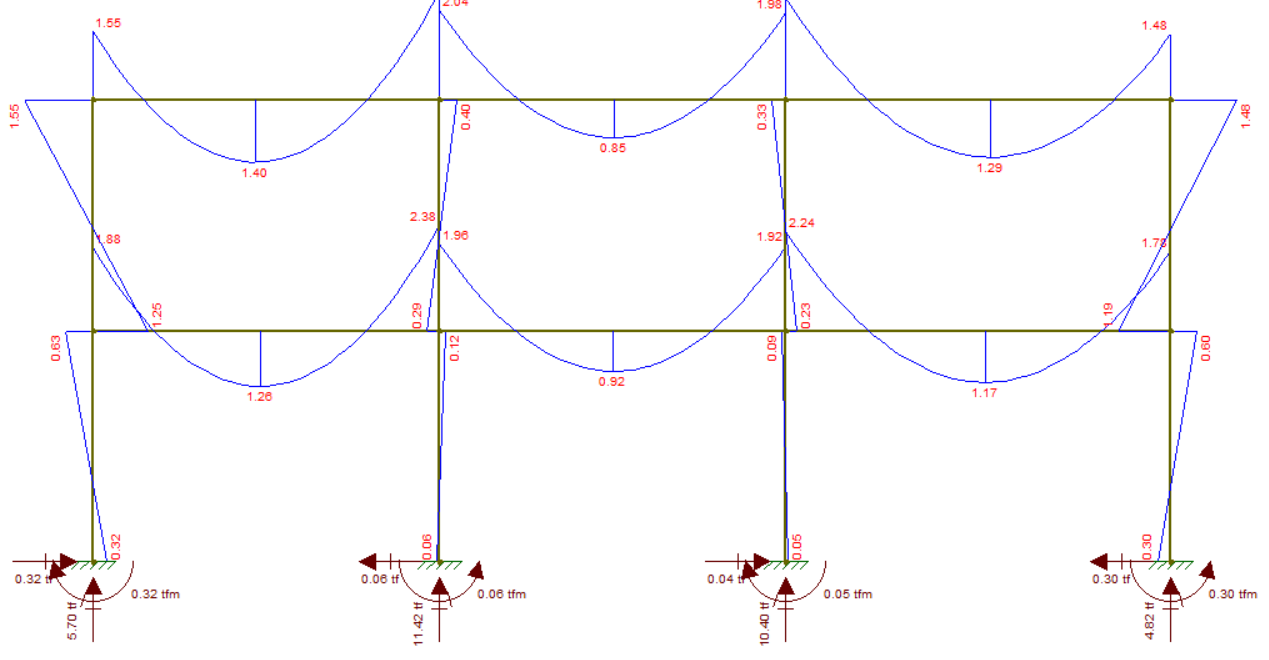 2.04
1.98
1.55
1.48
1.55
0.40
0.33
1.48
0.85
1.40
1.29
2.38
2.24
1.96
1.92
1.88
1.78
1.25
0.29
0.23
1.19
0.63
0.12
0.09
0.60
0.92
1.26
1.17
0.32
0.06
0.05
0.30
0.32 tf
0.06 tf
0.04 tf
0.30 tf
0.32 tfm
0.06 tfm
0.05 tfm
0.30 tfm
5.70 tf
11.42 tf
10.40 tf
4.82 tf